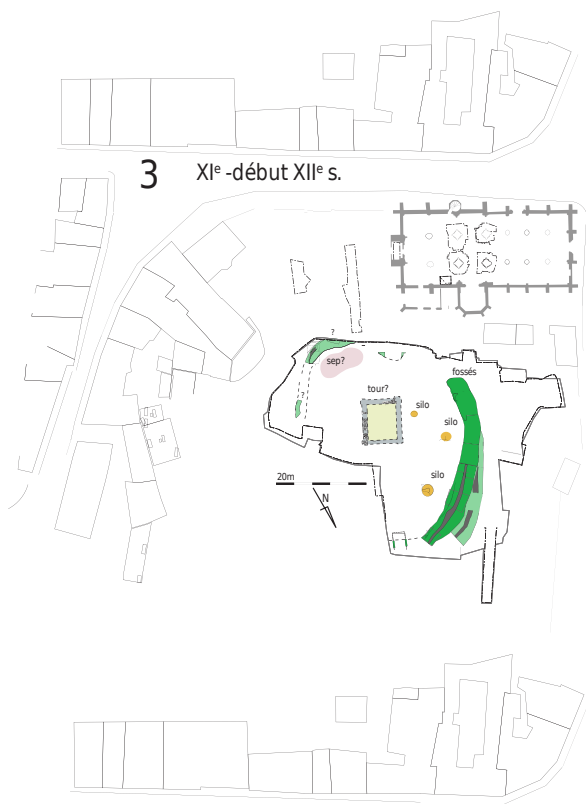 3 XIe -début XIIe s.
?
sep?
fossés
tour?
?
silo
silo
silo
20m
N